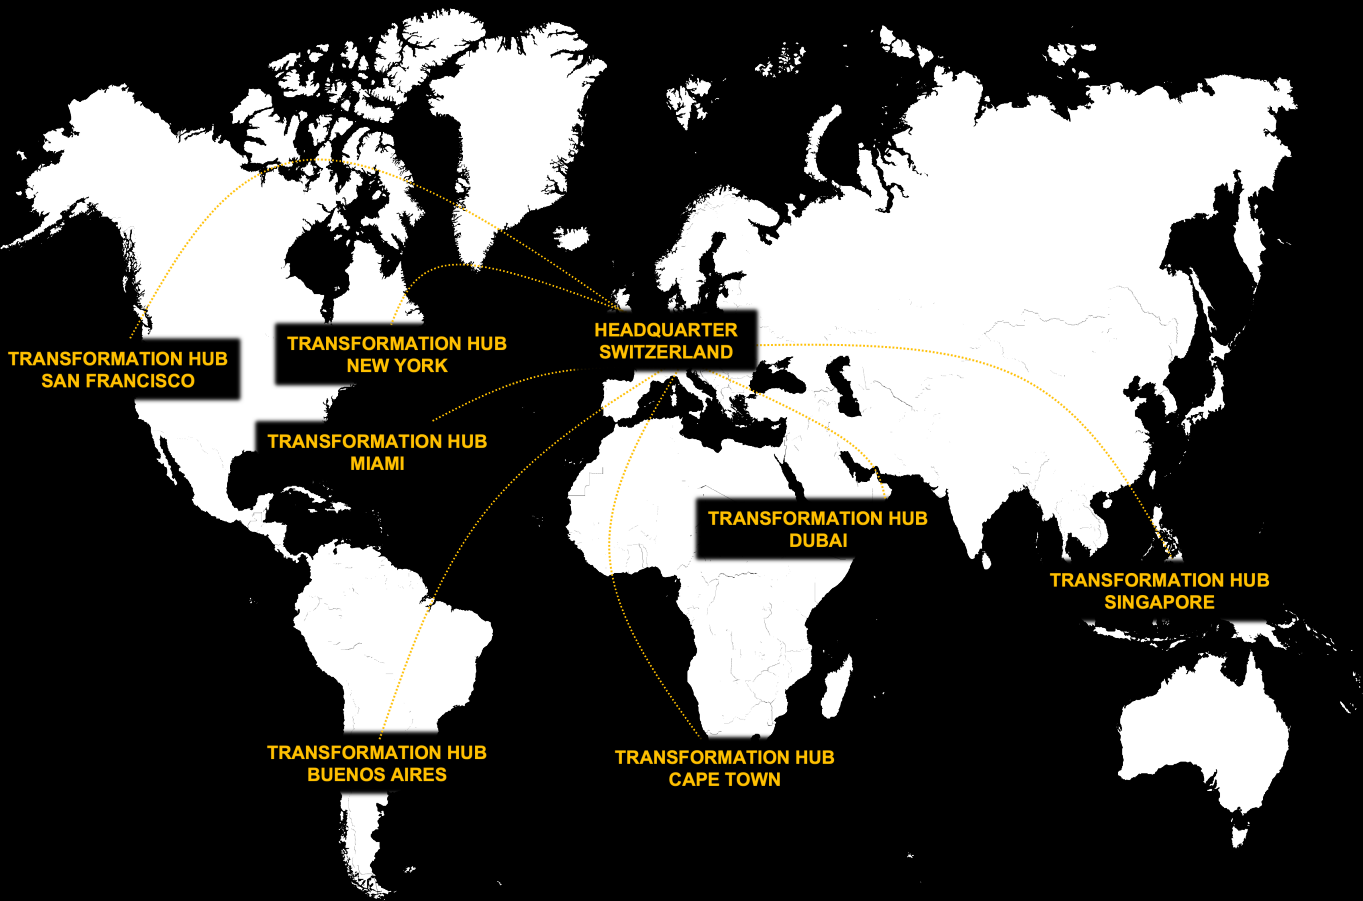 HEADQUARTER
SWITZERLAND
TRANSFORMATION HUB
NEW YORK
TRANSFORMATION HUB
SAN FRANCISCO
TRANSFORMATION HUB
MIAMI
TRANSFORMATION HUB
DUBAI
TRANSFORMATION HUB
SINGAPORE
TRANSFORMATION HUB
BUENOS AIRES
TRANSFORMATION HUB
CAPE TOWN